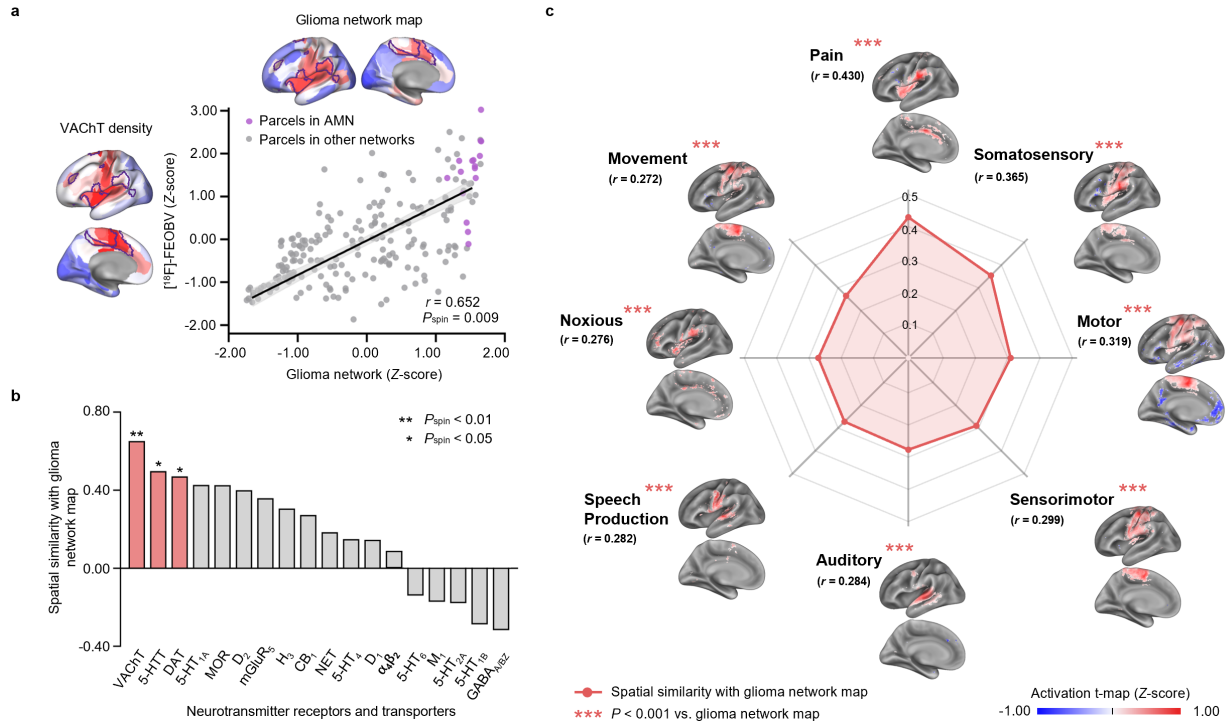 a
Glioma network map
VAChT density
3.00
2.00
1.00
0.00
-1.00
-2.00
[¹⁸F]-FEOBV (Z-score)
Parcels in AMN
Parcels in other networks
r = 0.652
Pspin = 0.009
-2.00 -1.00 0.00 1.00 2.00
Glioma network (Z-score)
b
0.80
0.40
0.00
-0.40
Spatial similarity with glioma
network map
** Pspin < 0.01
* Pspin < 0.05
** * *
VAChT 5-HTT DAT 5-HT1A MOR D2 mGluR5 H3 CB1 NET 5-HT4 D1 α4β2 5-HT6 M1 5-HT2A 5-HT1B GABAA/BZ
Neurotransmitter receptors and transporters
c
Pain ***
(r = 0.430)
Somatosensory ***
(r = 0.365)
Motor ***
(r = 0.319)
Sensorimotor ***
(r = 0.299)
Auditory ***
(r = 0.284)
Speech ***
Production
(r = 0.282)
Noxious ***
(r = 0.276)
Movement ***
(r = 0.272)
0.5
0.4
0.3
0.2
0.1
Spatial similarity with glioma network map
*** P < 0.001 vs. glioma network map
Activation t-map (Z-score)
-1.00 1.00